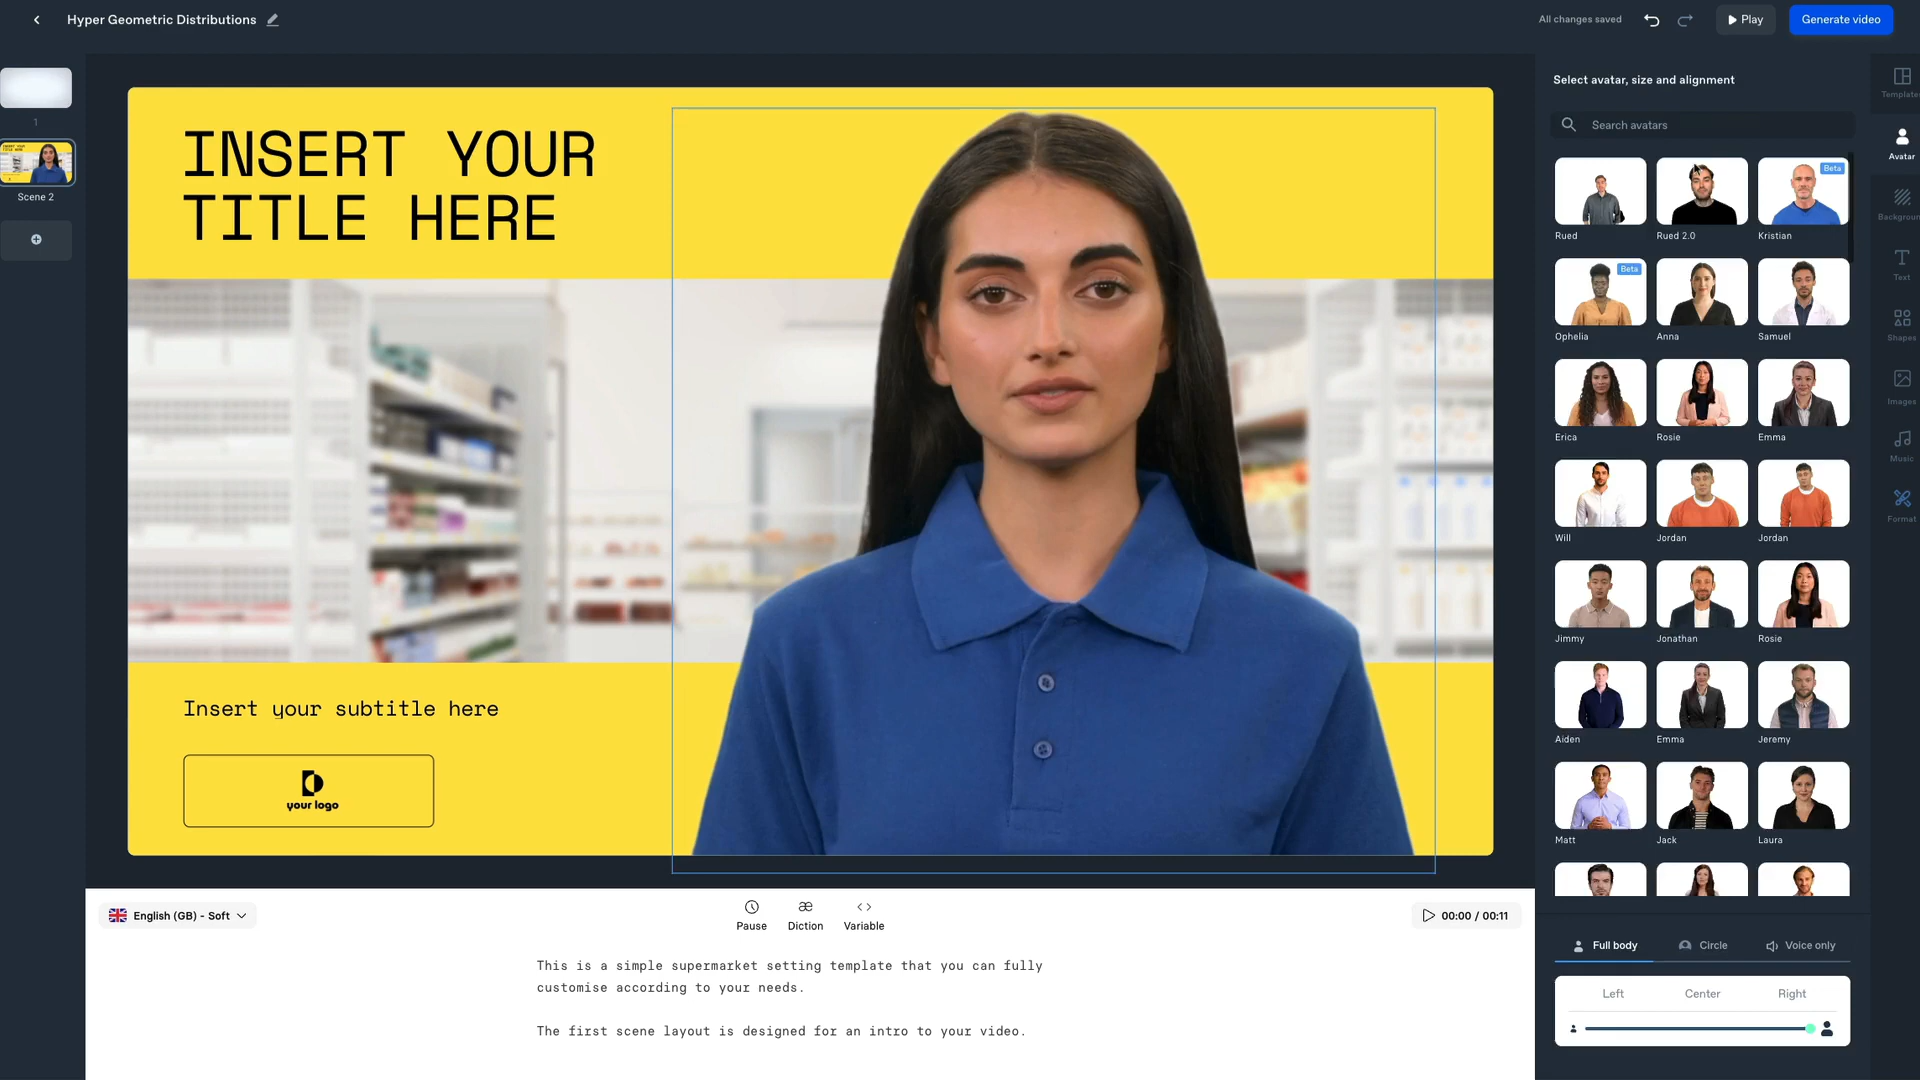 Hyper Geometric Distributions
All changes saved
Play
Generate video
1
Scene 2
INSERT YOUR
TITLE HERE
Insert your subtitle here
your logo
English (GB) - Soft
Pause
Diction
Variable
00:00 / 00:11
This is a simple supermarket setting template that you can fully
customise according to your needs.
The first scene layout is designed for an intro to your video.
Select avatar, size and alignment
Search avatars
Beta
Rued
Rued 2.0
Kristian
Beta
Ophelia
Anna
Samuel
Erica
Rosie
Emma
Will
Jordan
Jordan
Jimmy
Jonathan
Rosie
Aiden
Emma
Jeremy
Matt
Jack
Laura
Full body
Circle
Voice only
Left
Center
Right
Template
Avatar
Backgroun
Text
Shapes
Images
Music
Format